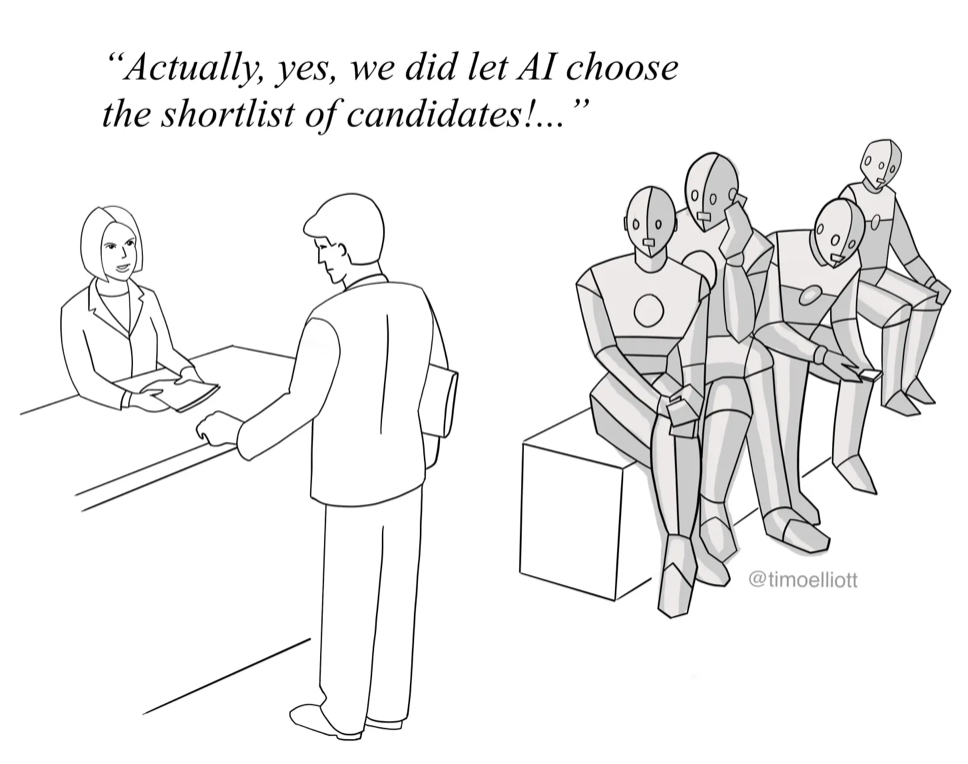 “Actually, yes, we did let AI choose
the shortlist of candidates!...”
@timoelliott